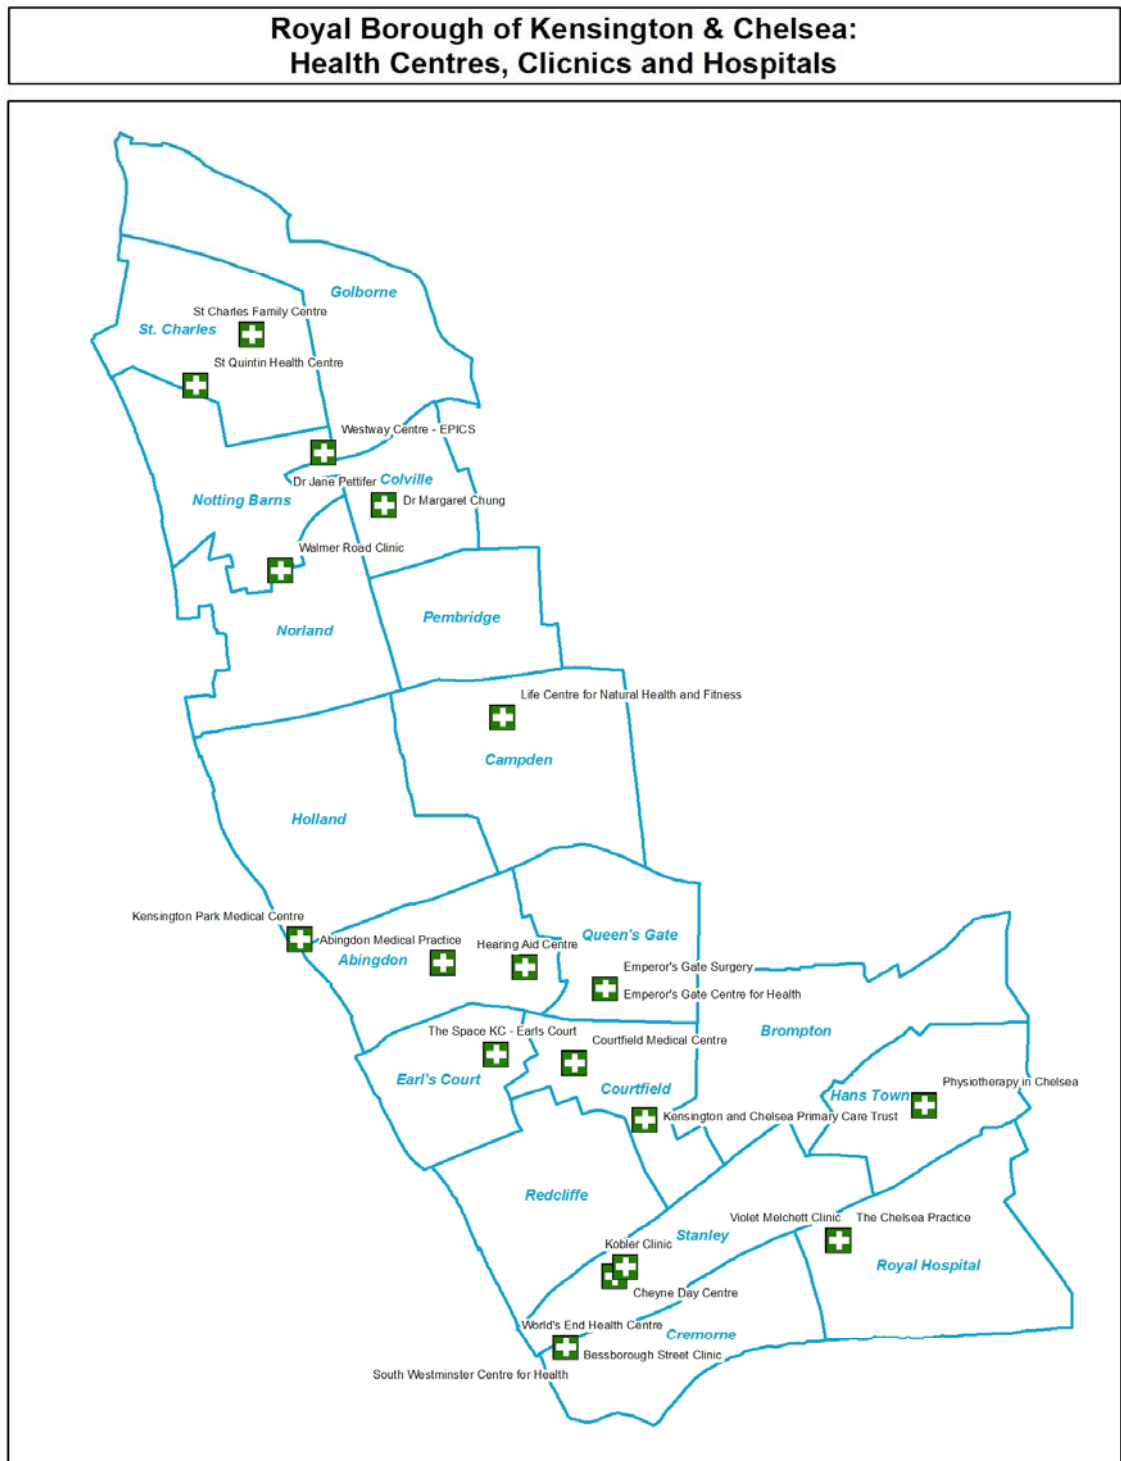 Royal Borough of Kensington & Chelsea:
Health Centres, Clicnics and Hospitals
Golborne
St Charles Family Centre
St. Charles
St Quintin Health Centre
Westway Centre - EPICS
Dr Jane Pettifer
Colville
Notting Barns
Dr Margaret Chung
Walmer Road Clinic
Norland
Pembridge
Life Centre for Natural Health and Fitness
Campden
Holland
Kensington Park Medical Centre
Abingdon Medical Practice
Hearing Aid Centre
Queen's Gate
Abingdon
Emperor's Gate Surgery
Emperor's Gate Centre for Health
The Space KC - Earls Court
Courtfield Medical Centre
Brompton
Earl's Court
Courtfield
Hans Town
Physiotherapy in Chelsea
Kensington and Chelsea Primary Care Trust
Redcliffe
Violet Melchett Clinic
The Chelsea Practice
Stanley
Kobler Clinic
Royal Hospital
Cheyne Day Centre
World's End Health Centre
Cremorne
Bessborough Street Clinic
South Westminster Centre for Health